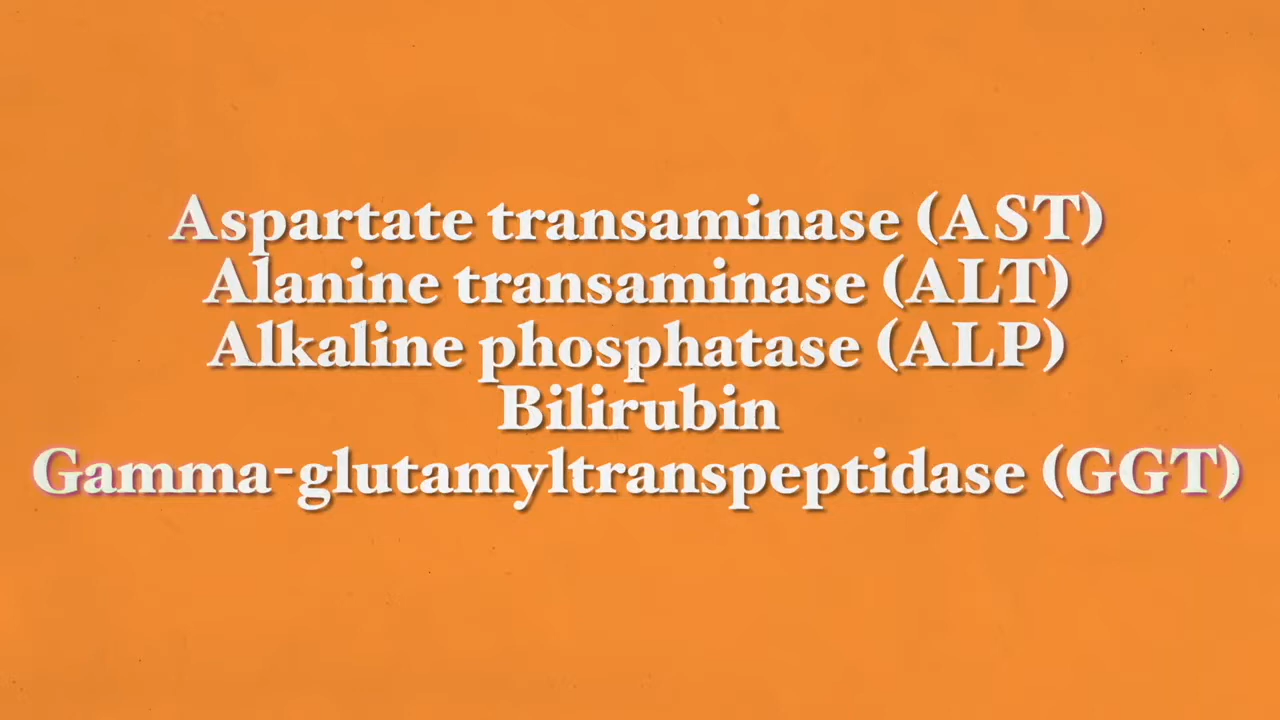 Aspartate transaminase (AST)
Alanine transaminase (ALT)
Alkaline phosphatase (ALP)
Bilirubin
Gamma-glutamyltranspeptidase (GGT)